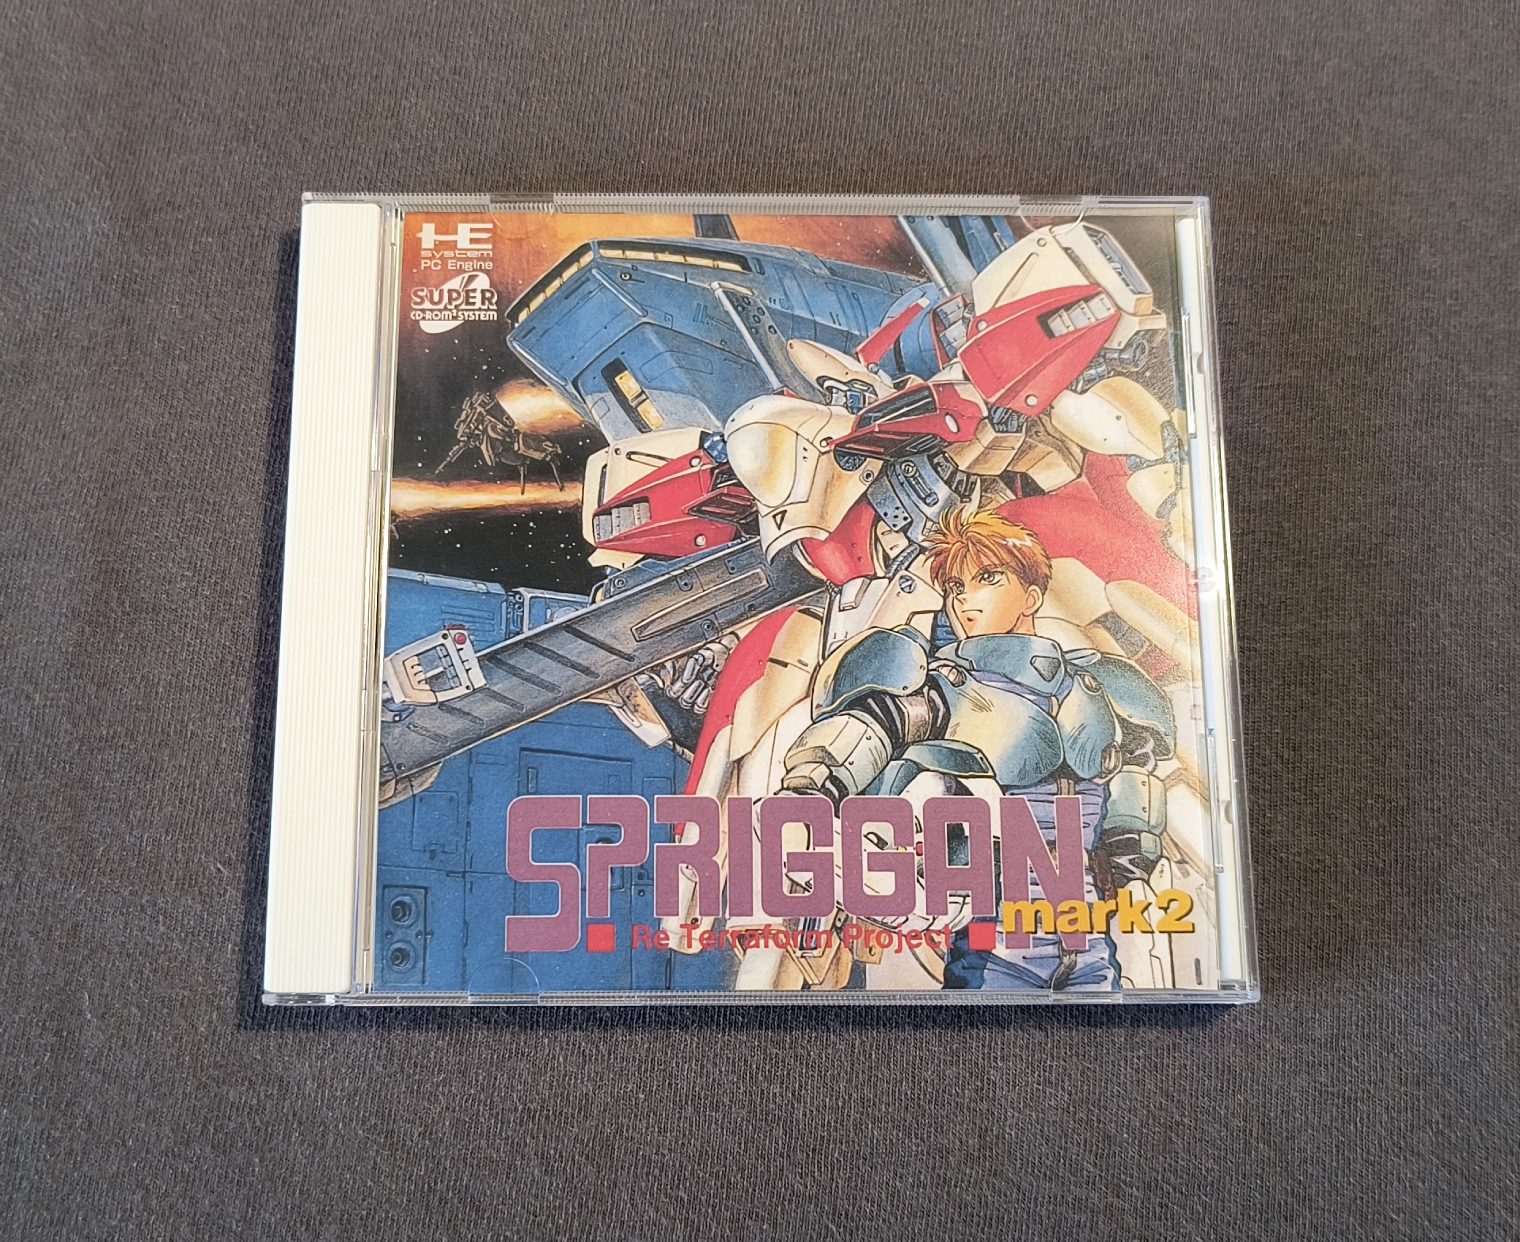 HE
system
PC Engine
SUPER
CD-ROM² SYSTEM
SPRIGGAN
mark2
Re Terraform Project